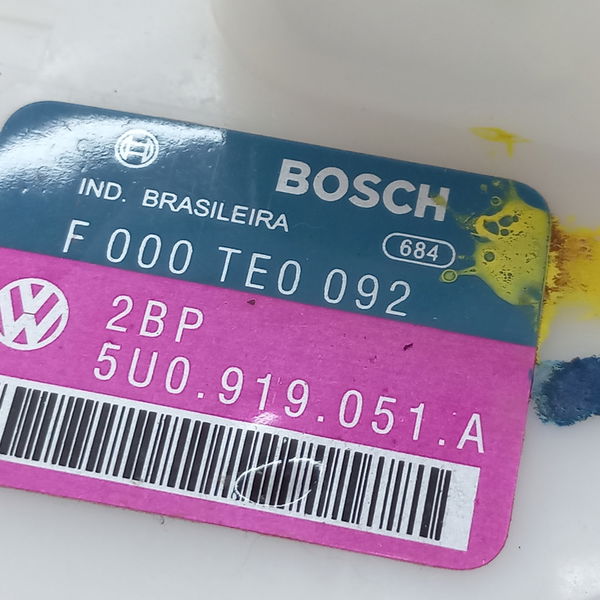 BOSCH
IND. BRASILEIRA
684
F 000 TE0 092
2BP
5U0.919.051.A